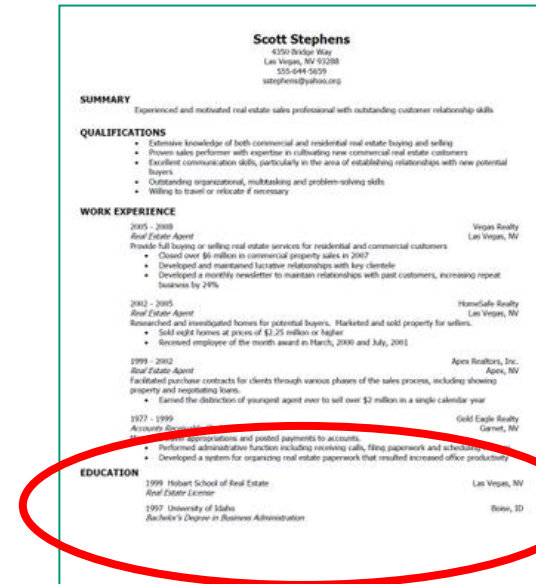 Scott Stephens
4350 Bridge Way
Las Vegas, NV 93288
555-644-5659
sstephens@yahoo.org
SUMMARY
Experienced and motivated real estate sales professional with outstanding customer relationship skills
QUALIFICATIONS
• Extensive knowledge of both commercial and residential real estate buying and selling
• Proven sales performer with expertise in cultivating new commercial real estate customers
• Excellent communication skills, particularly in the area of establishing relationships with new potential
buyers
• Outstanding organizational, multitasking and problem-solving skills
• Willing to travel or relocate if necessary
WORK EXPERIENCE
2005 - 2008 Vegas Realty
Real Estate Agent Las Vegas, NV
Provide full buying or selling real estate services for residential and commercial customers
• Closed over $6 million in commercial property sales in 2007
• Developed and maintained lucrative relationships with key clientele
• Developed a monthly newsletter to maintain relationships with past customers, increasing repeat
business by 24%
2002 - 2005 HomeSafe Realty
Real Estate Agent Las Vegas, NV
Researched and investigated homes for potential buyers. Marketed and sold property for sellers.
• Sold eight homes at prices of $2.25 million or higher
• Received employee of the month award in March, 2000 and July, 2001
1999 - 2002 Apex Realtors, Inc.
Real Estate Agent Apex, NV
Facilitated purchase contracts for clients through various phases of the sales process, including showing
property and negotiating loans.
• Earned the distinction of youngest agent ever to sell over $2 million in a single calendar year
1977 - 1999 Gold Eagle Realty
Accounts Garnet, NV
appropriations and posted payments to accounts.
• Performed administrative function including receiving calls, filing paperwork and scheduling
• Developed a system for organizing real estate paperwork that resulted increased office productivity
EDUCATION
1999 Hobart School of Real Estate Las Vegas, NV
Real Estate License
1997 University of Idaho Boise, ID
Bachelor's Degree in Business Administration